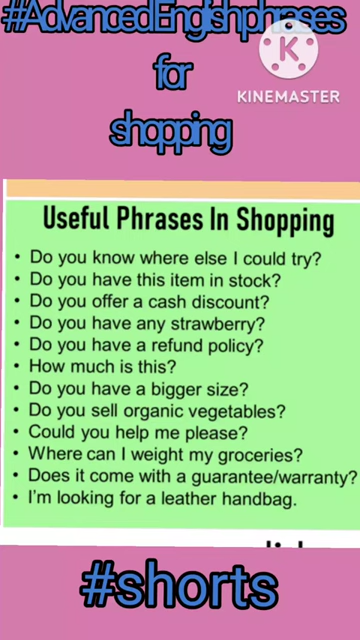 #AdvancedEnglishphrases
for
shopping
KINEMASTER
Useful Phrases In Shopping
• Do you know where else I could try?
• Do you have this item in stock?
• Do you offer a cash discount?
• Do you have any strawberry?
• Do you have a refund policy?
• How much is this?
• Do you have a bigger size?
• Do you sell organic vegetables?
• Could you help me please?
• Where can I weight my groceries?
• Does it come with a guarantee/warranty?
• I'm looking for a leather handbag.
#shorts